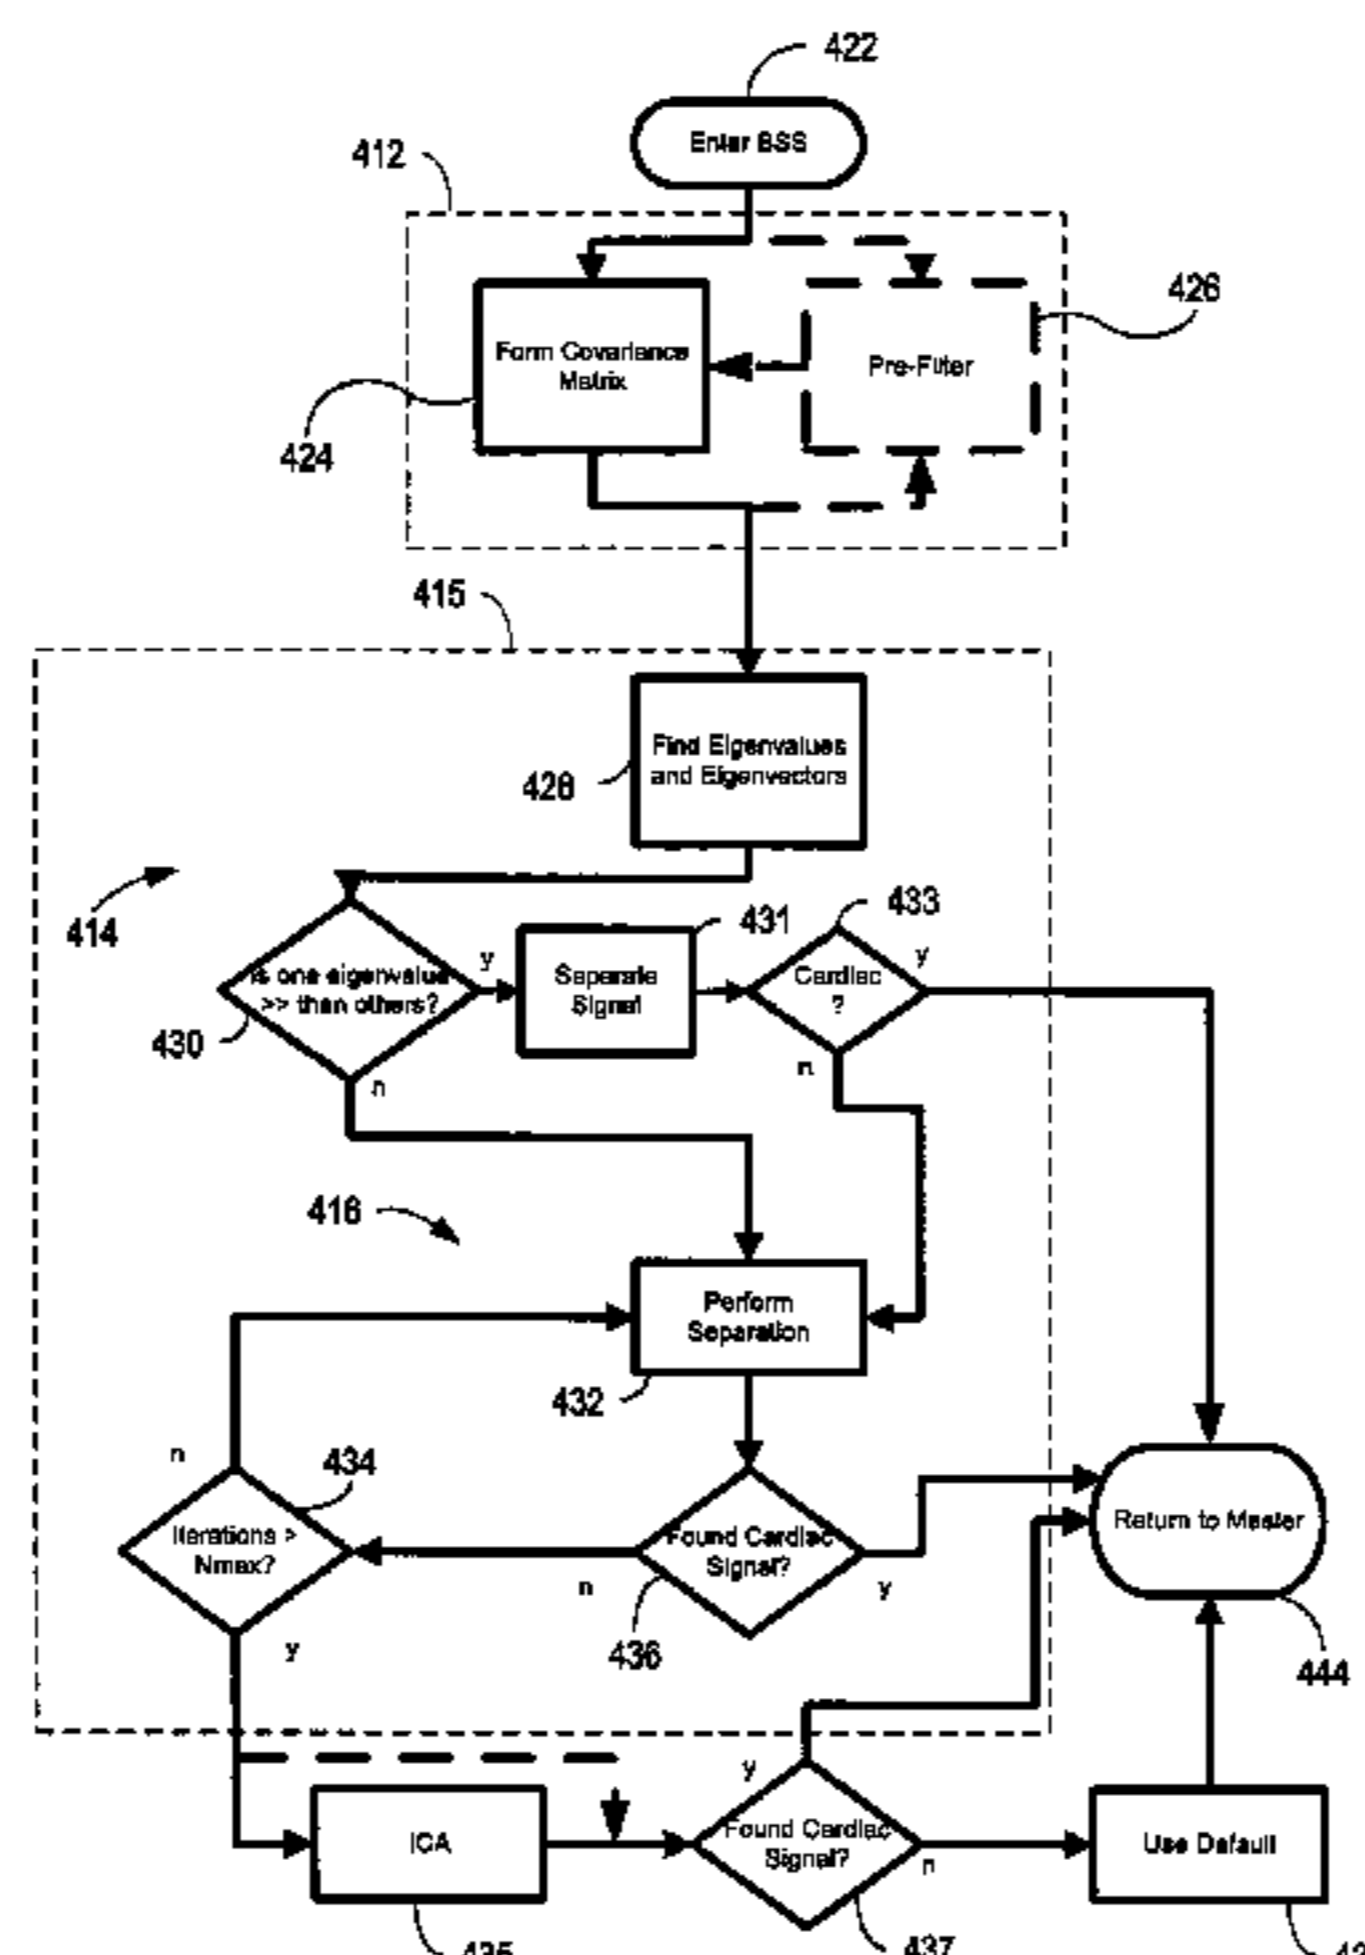 422
Enter BSS
412
426
Form Covariance
Matrix
Pre-Filter
424
415
Find Eigenvalues
and Eigenvectors
428
414
431
433
Is one eigenvalue
>> than others?
y
Separate
Signal
Cardiac
?
y
430
n
n
416
Perform
Separation
432
n
434
Iterations >
Nmax?
Found Cardiac
Signal?
Return to Master
n
y
436
y
444
y
ICA
Found Cardiac
Signal?
n
Use Default
435
437